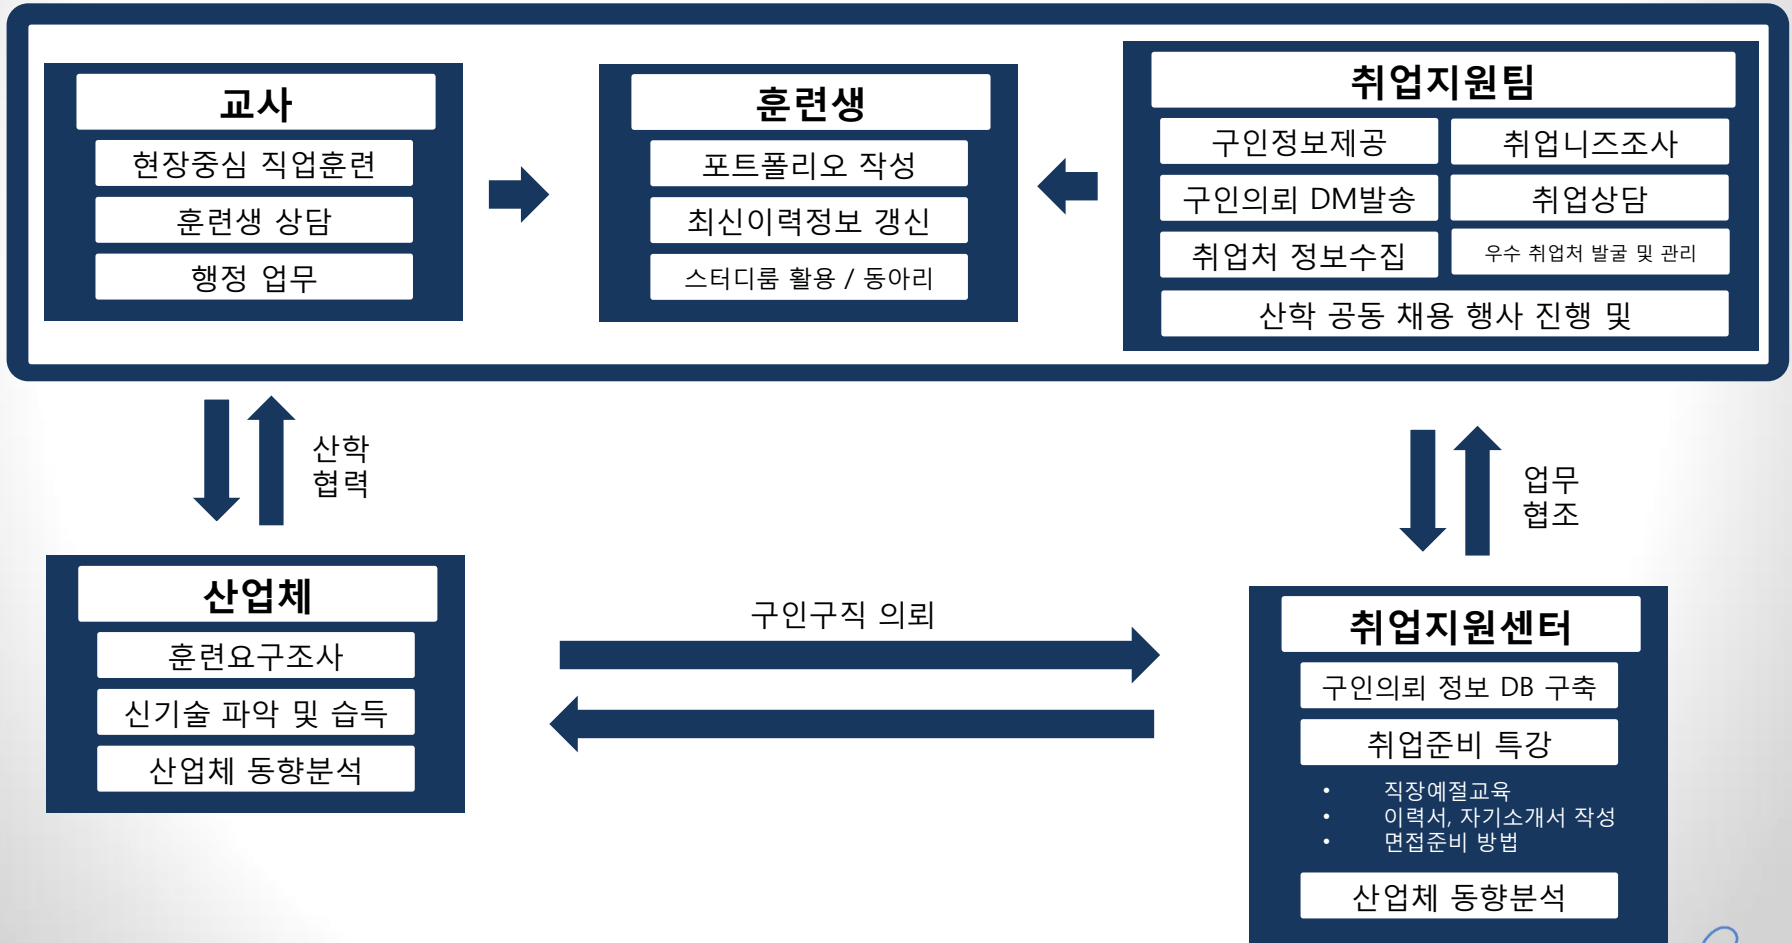 교사
현장중심 직업훈련
훈련생 상담
행정 업무
훈련생
포트폴리오 작성
최신이력정보 갱신
스터디룸 활용 / 동아리
취업지원팀
구인정보제공
취업니즈조사
구인의뢰 DM발송
취업상담
취업처 정보수집
우수 취업처 발굴 및 관리
산학 공동 채용 행사 진행 및
산학
협력
업무
협조
산업체
훈련요구조사
신기술 파악 및 습득
산업체 동향분석
구인구직 의뢰
취업지원센터
구인의뢰 정보 DB 구축
취업준비 특강
• 직장예절교육
• 이력서, 자기소개서 작성
• 면접준비 방법
산업체 동향분석